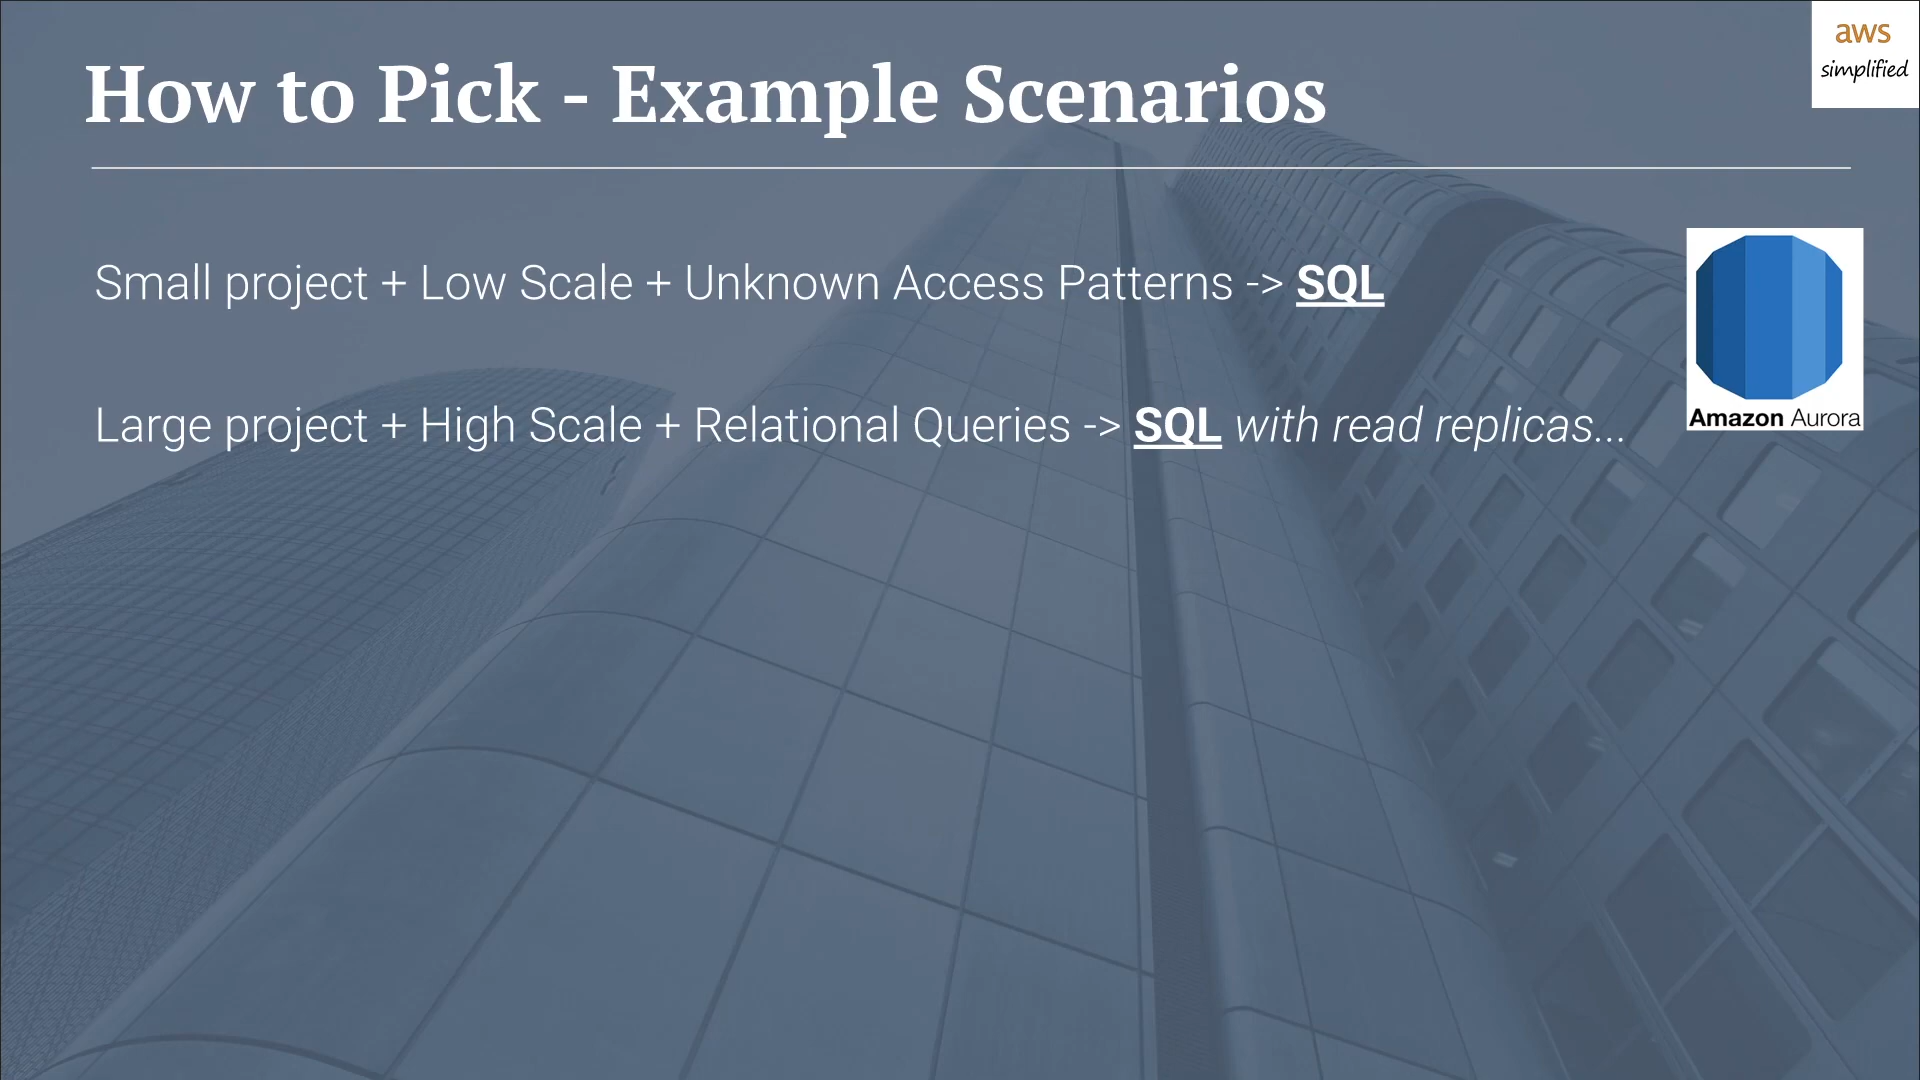 aws
simplified
How to Pick - Example Scenarios
Small project + Low Scale + Unknown Access Patterns -> SQL
Large project + High Scale + Relational Queries -> SQL with read replicas...
Amazon Aurora